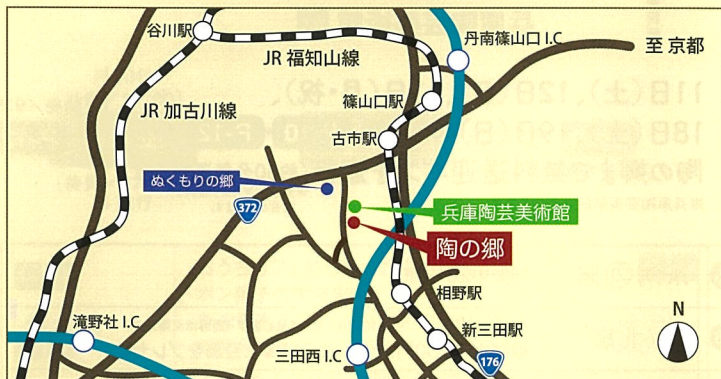 谷川駅
丹南篠山口 I.C
至 京都
JR 福知山線
JR 加古川線
篠山口駅
古市駅
ぬくもりの郷
372
兵庫陶芸美術館
陶の郷
相野駅
滝野社 I.C
新三田駅
三田西 I.C
176
N